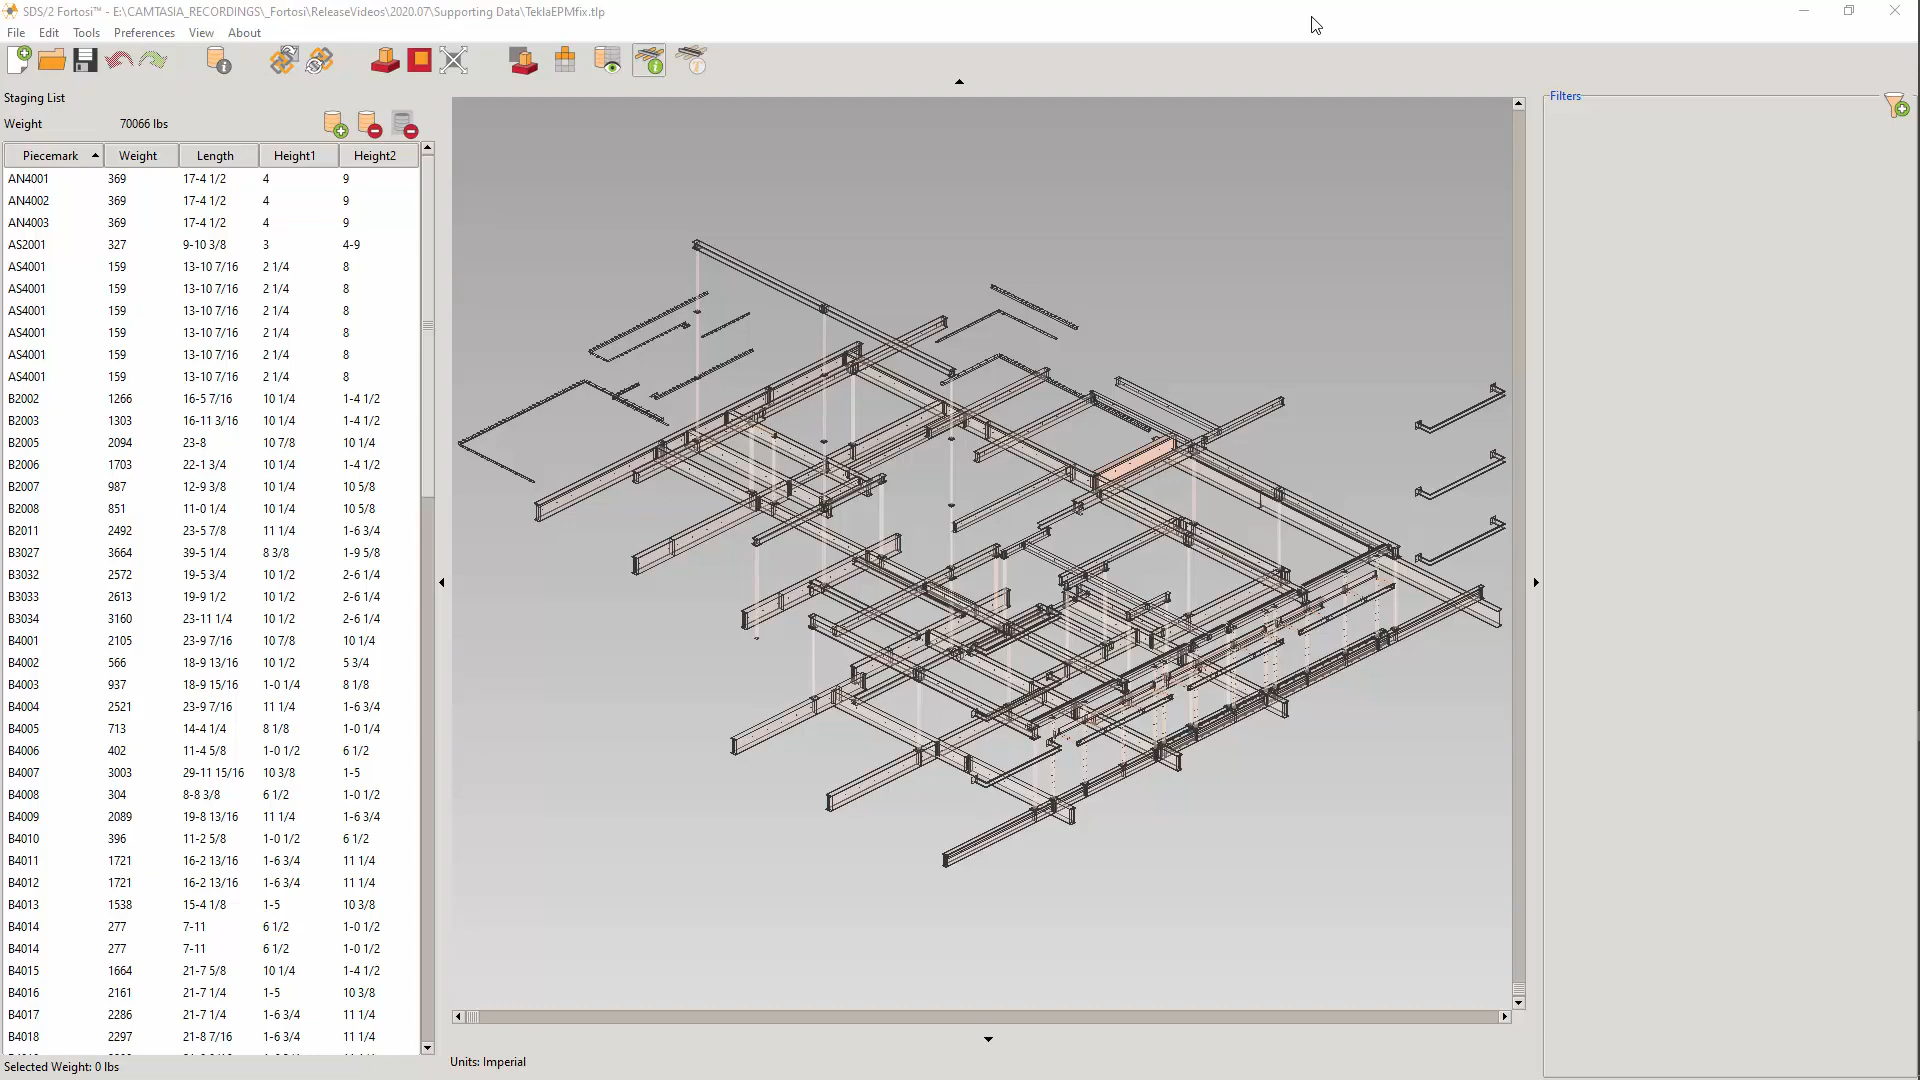 SDS/2 Fortosi™ - E:\CAMTASIA_RECORDINGS\_Fortosi\ReleaseVideos\2020.07\Supporting Data\TeklaEPMfix.tlp
File Edit Tools Preferences View About
Staging List
Weight 70066 lbs
Piecemark Weight Length Height1 Height2
AN4001 369 17-4 1/2 4 9
AN4002 369 17-4 1/2 4 9
AN4003 369 17-4 1/2 4 9
AS2001 327 9-10 3/8 3 4-9
AS4001 159 13-10 7/16 2 1/4 8
AS4001 159 13-10 7/16 2 1/4 8
AS4001 159 13-10 7/16 2 1/4 8
AS4001 159 13-10 7/16 2 1/4 8
AS4001 159 13-10 7/16 2 1/4 8
AS4001 159 13-10 7/16 2 1/4 8
B2002 1266 16-5 7/16 10 1/4 1-4 1/2
B2003 1303 16-11 3/16 10 1/4 1-4 1/2
B2005 2094 23-8 10 7/8 10 1/4
B2006 1703 22-1 3/4 10 1/4 1-4 1/2
B2007 987 12-9 3/8 10 1/4 10 5/8
B2008 851 11-0 1/4 10 1/4 10 5/8
B2011 2492 23-5 7/8 11 1/4 1-6 3/4
B3027 3664 39-5 1/4 8 3/8 1-9 5/8
B3032 2572 19-5 3/4 10 1/2 2-6 1/4
B3033 2613 19-9 1/2 10 1/2 2-6 1/4
B3034 3160 23-11 1/4 10 1/2 2-6 1/4
B4001 2105 23-9 7/16 10 7/8 10 1/4
B4002 566 18-9 13/16 10 1/2 5 3/4
B4003 937 18-9 15/16 1-0 1/4 8 1/8
B4004 2521 23-9 7/16 11 1/4 1-6 3/4
B4005 713 14-4 1/4 8 1/8 1-0 1/4
B4006 402 11-4 5/8 1-0 1/2 6 1/2
B4007 3003 29-11 15/16 10 3/8 1-5
B4008 304 8-8 3/8 6 1/2 1-0 1/2
B4009 2089 19-8 13/16 11 1/4 1-6 3/4
B4010 396 11-2 5/8 1-0 1/2 6 1/2
B4011 1721 16-2 13/16 1-6 3/4 11 1/4
B4012 1721 16-2 13/16 1-6 3/4 11 1/4
B4013 1538 15-4 1/8 1-5 10 3/8
B4014 277 7-11 6 1/2 1-0 1/2
B4014 277 7-11 6 1/2 1-0 1/2
B4015 1664 21-7 5/8 10 1/4 1-4 1/2
B4016 2161 21-7 1/4 1-5 10 3/8
B4017 2286 21-7 1/4 1-6 3/4 11 1/4
B4018 2297 21-8 7/16 1-6 3/4 11 1/4
Selected Weight: 0 lbs
Units: Imperial
Filters